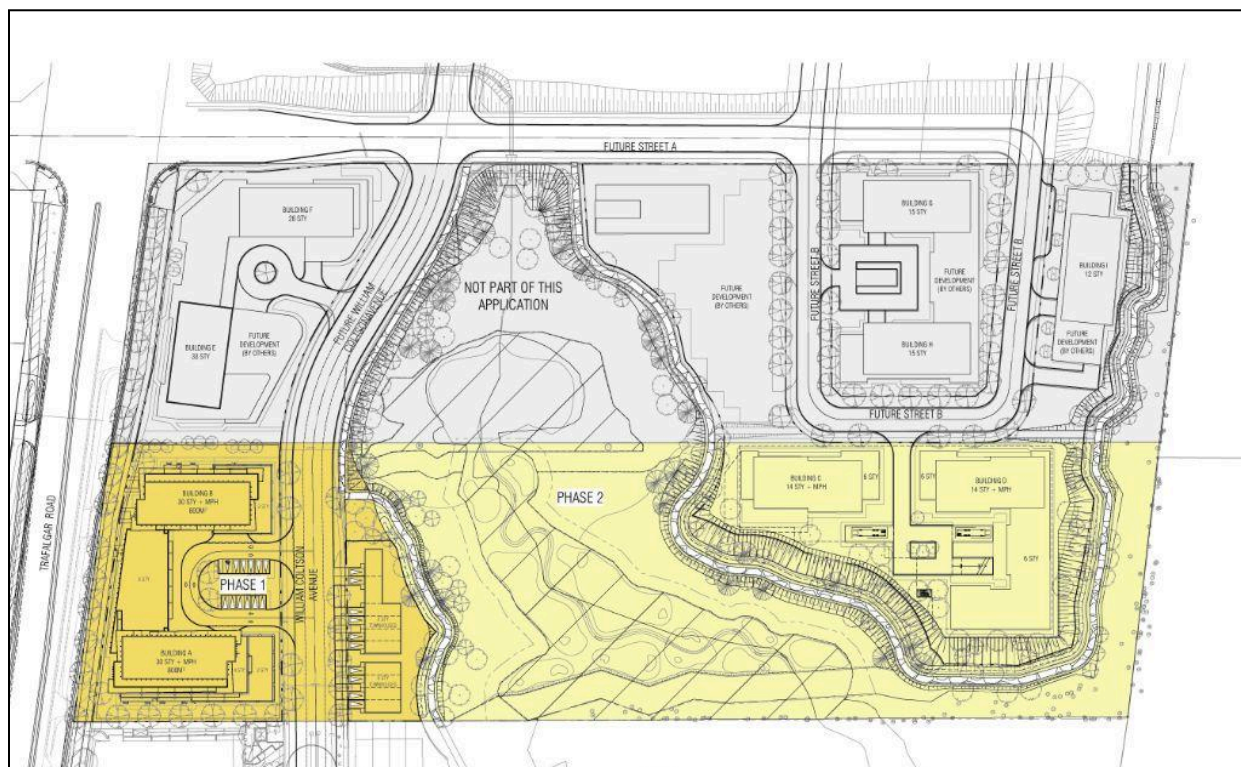 FUTURE STREET A
BUILDING F
28 STY
BUILDING G
15 STY
BUILDING I
12 STY
NOT PART OF THIS
APPLICATION
FUTURE WILLIAM
COLTSON AVENUE
FUTURE STREET B
FUTURE STREET B
FUTURE
DEVELOPMENT
(BY OTHERS)
FUTURE
DEVELOPMENT
(BY OTHERS)
BUILDING E
38 STY
FUTURE
DEVELOPMENT
(BY OTHERS)
BUILDING H
15 STY
FUTURE
DEVELOPMENT
(BY OTHERS)
FUTURE STREET B
TRAFALGAR ROAD
BUILDING B
30 STY + MPH
800M²
PHASE 2
BUILDING C
14 STY + MPH
6 STY
6 STY
BUILDING D
14 STY + MPH
6 STY
PHASE 1
WILLIAM COLTSON
AVENUE
BUILDING A
30 STY + MPH
800M²